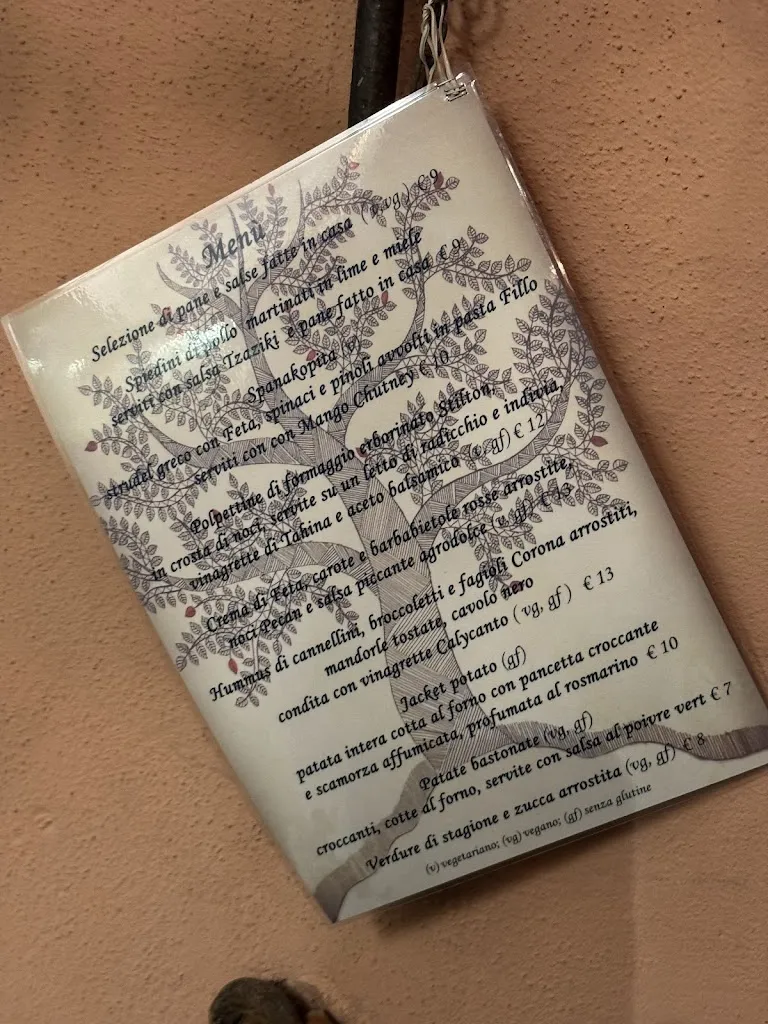 Menù
Selezione di pane e salse fatte in casa (v, vg) € 9
Spiedini di pollo martinati in lime e miele
serviti con salsa Tzaziki e pane fatto in casa € 9
Spanakopita (v)
strudel greco con Feta, spinaci e pinoli avvolti in pasta Fillo
serviti con con Mango Chutney € 10
Polpettine di formaggio erborinato Stilton,
in crosta di noci, servite su un letto di radicchio e indivia,
vinagrette di Tahina e aceto balsamico (v, gf) € 12
Crema di Feta, carote e barbabietole rosse arrostite,
noci Pecan e salsa piccante agrodolce (v, gf) € 13
Hummus di cannellini, broccoletti e fagioli Corona arrostiti,
mandorle tostate, cavolo nero
condita con vinagrette Calycanto (vg, gf) € 13
Jacket potato (gf)
patata intera cotta al forno con pancetta croccante
e scamorza affumicata, profumata al rosmarino € 10
Patate bastonate (vg, gf)
croccanti, cotte al forno, servite con salsa al poivre vert € 7
Verdure di stagione e zucca arrostita (vg, gf) € 8
(v) vegetariano; (vg) vegano; (gf) senza glutine